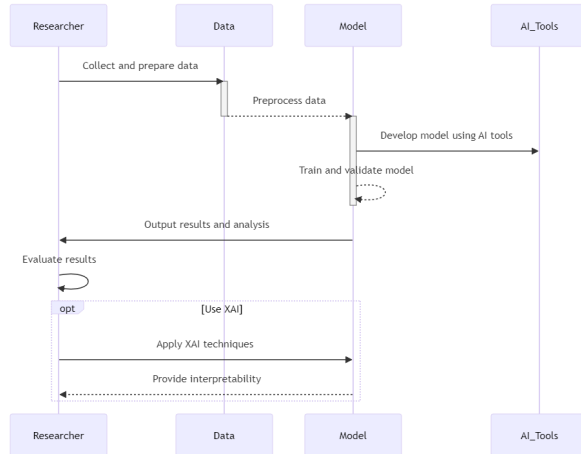 Researcher Data Model AI_Tools
Collect and prepare data
Preprocess data
Develop model using AI tools
Train and validate model
Output results and analysis
Evaluate results
opt [Use XAI]
Apply XAI techniques
Provide interpretability
Researcher Data Model AI_Tools